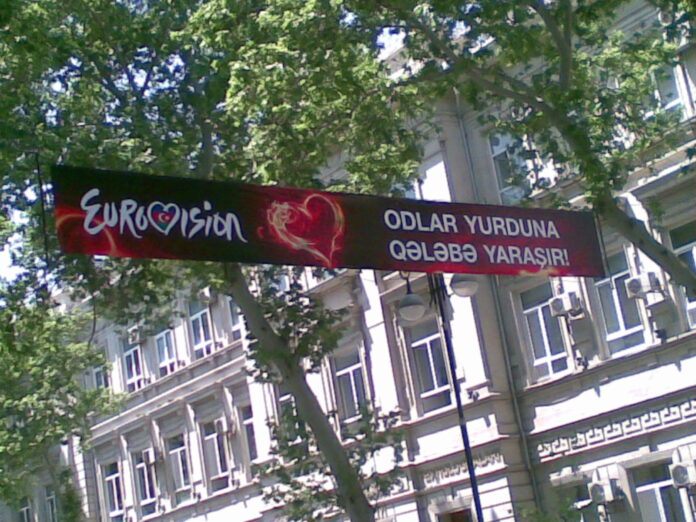 EUROVISION
ODLAR YURDUNA
QƏLƏBƏ YARAŞIR!